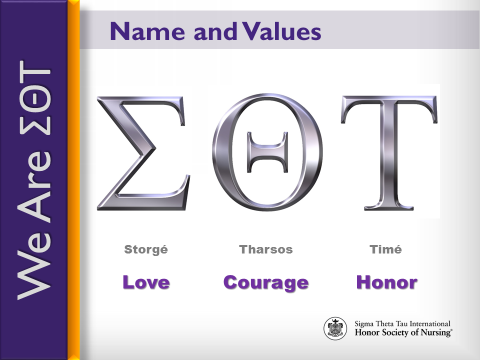 Name and Values
We Are ΣΘΤ
ΣΘΤ
Storgé Tharsos Timé
Love Courage Honor
Sigma Theta Tau International
Honor Society of Nursing®